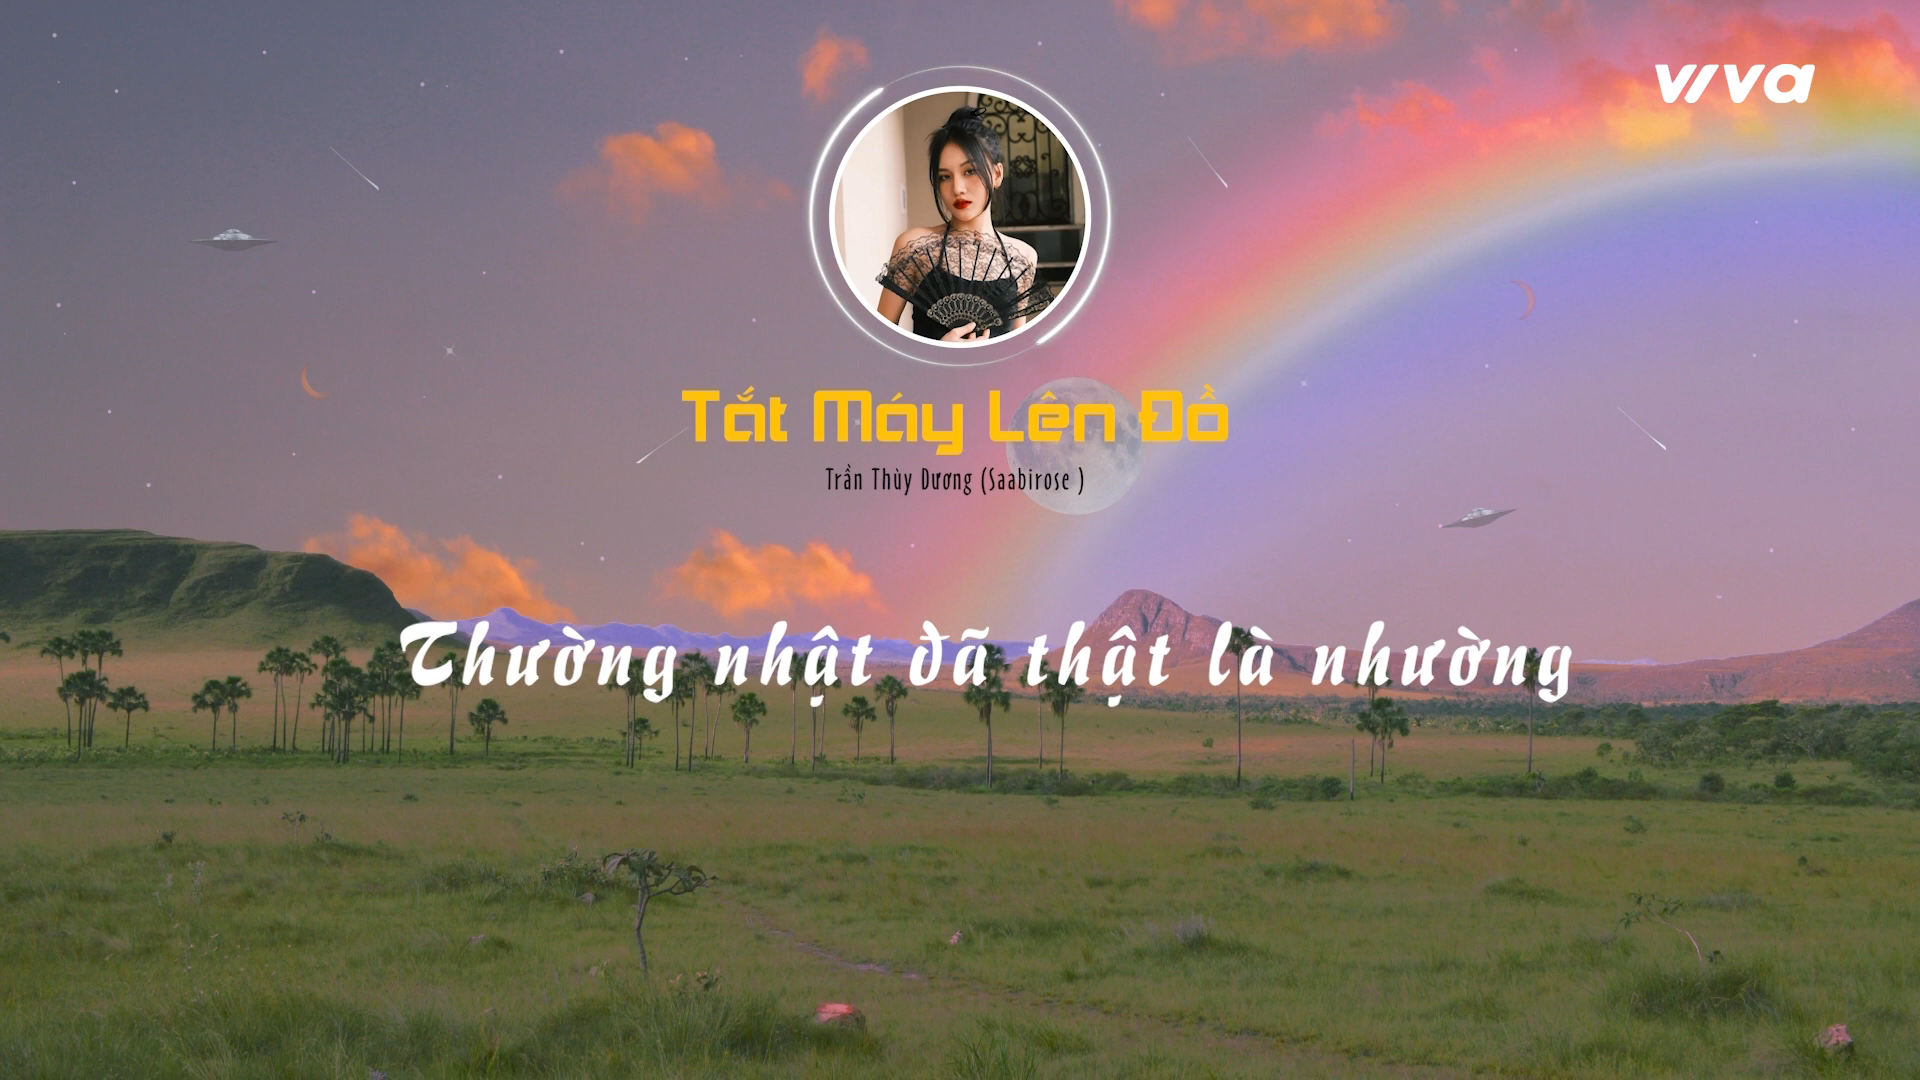 viva
Tắt Máy Lên Đồ
Trần Thùy Dương (Saabirose )
Thường nhật đã thật là nhường